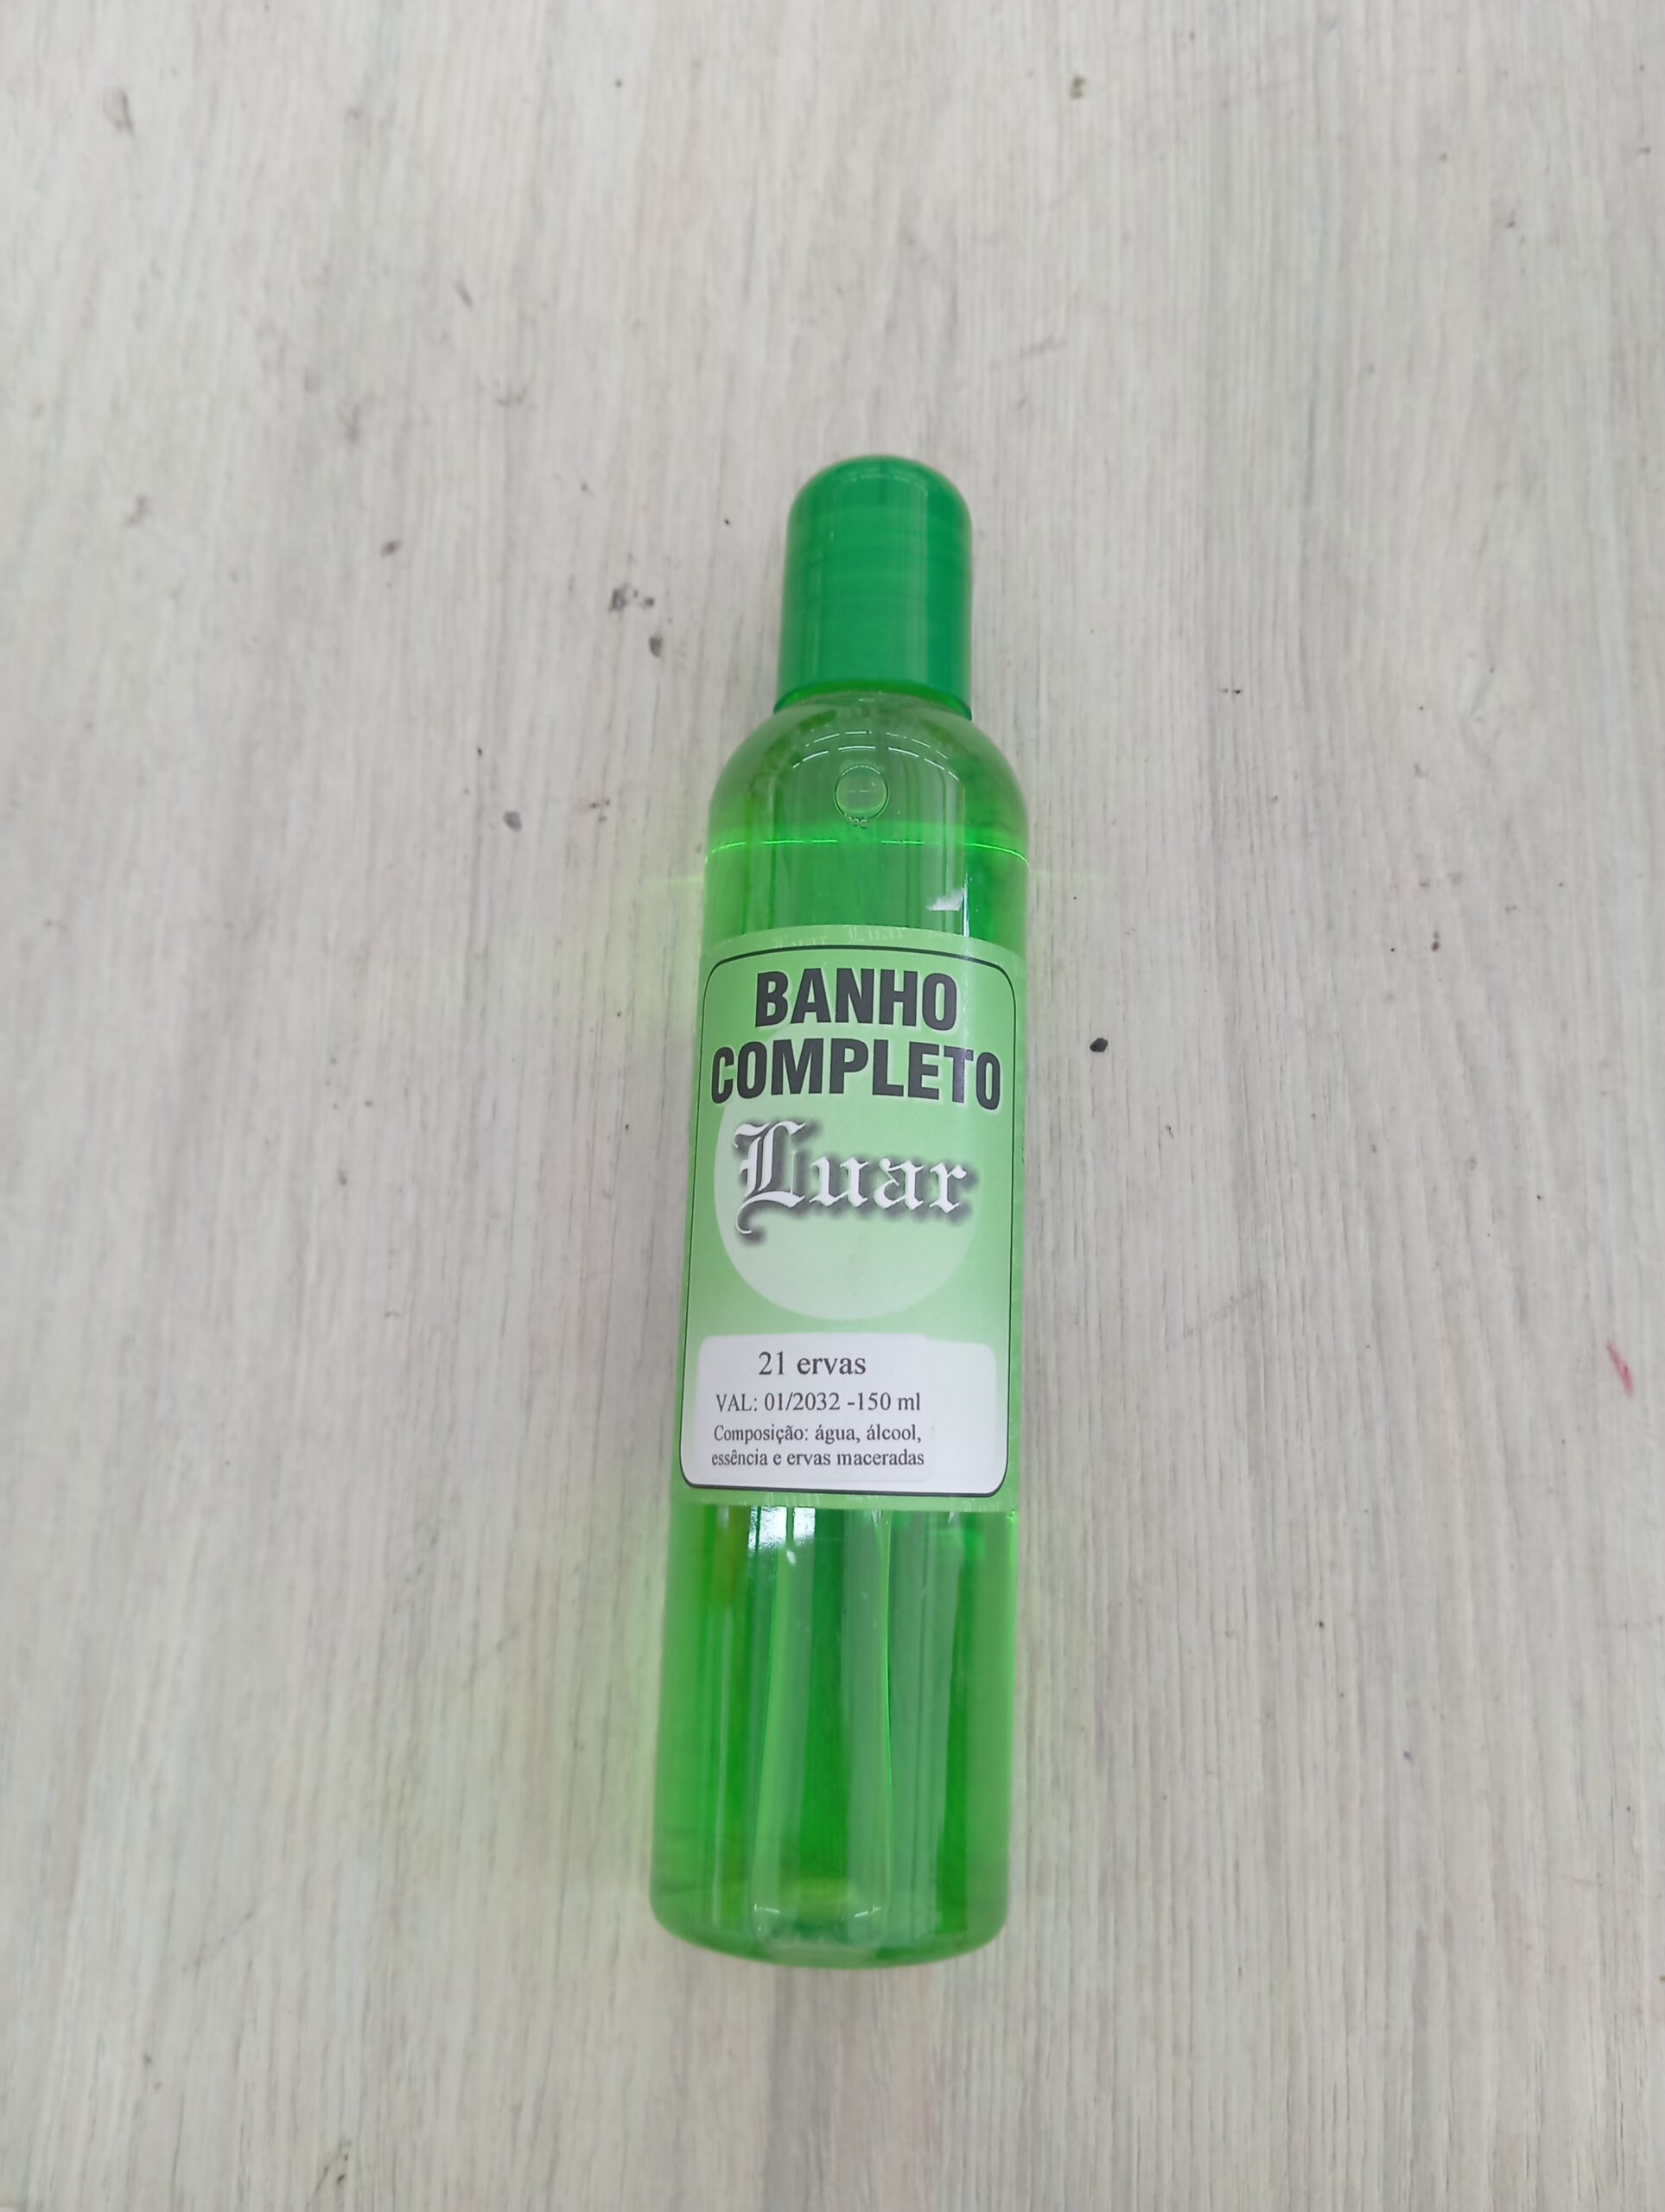 BANHO
COMPLETO
Luar
21 ervas
VAL: 01/2032 -150 ml
Composição: água, álcool,
essência e ervas maceradas